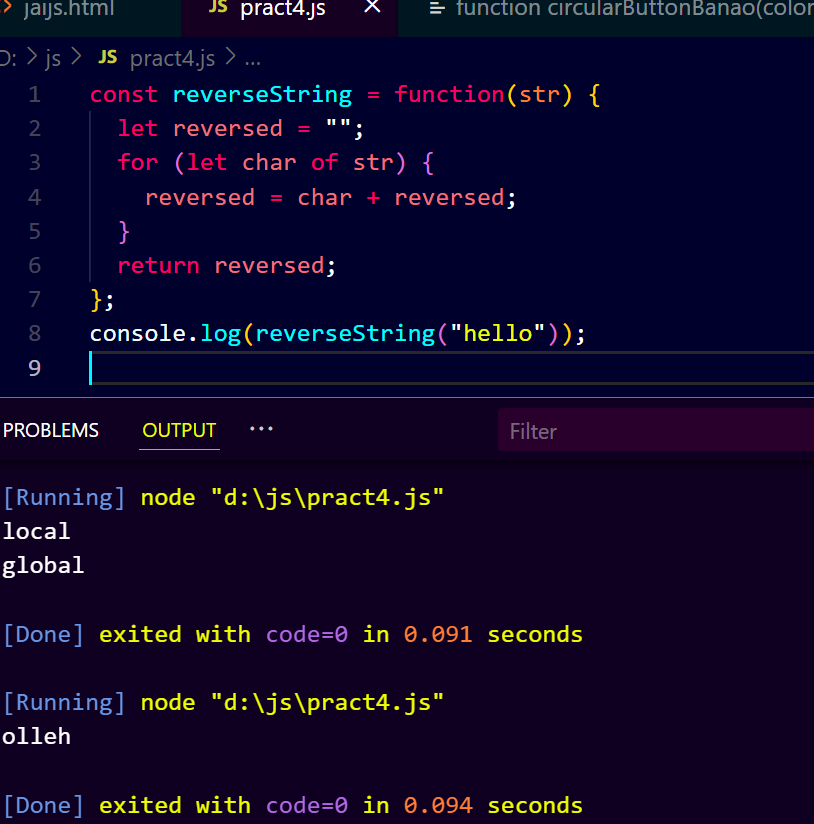 jaijs.html JS pract4.js × function circularButtonBanao(color
D: > js > JS pract4.js > ...
1 const reverseString = function(str) {
2 let reversed = "";
3 for (let char of str) {
4 reversed = char + reversed;
5 }
6 return reversed;
7 };
8 console.log(reverseString("hello"));
9
PROBLEMS OUTPUT ... Filter
[Running] node "d:\js\pract4.js"
local
global
[Done] exited with code=0 in 0.091 seconds
[Running] node "d:\js\pract4.js"
olleh
[Done] exited with code=0 in 0.094 seconds